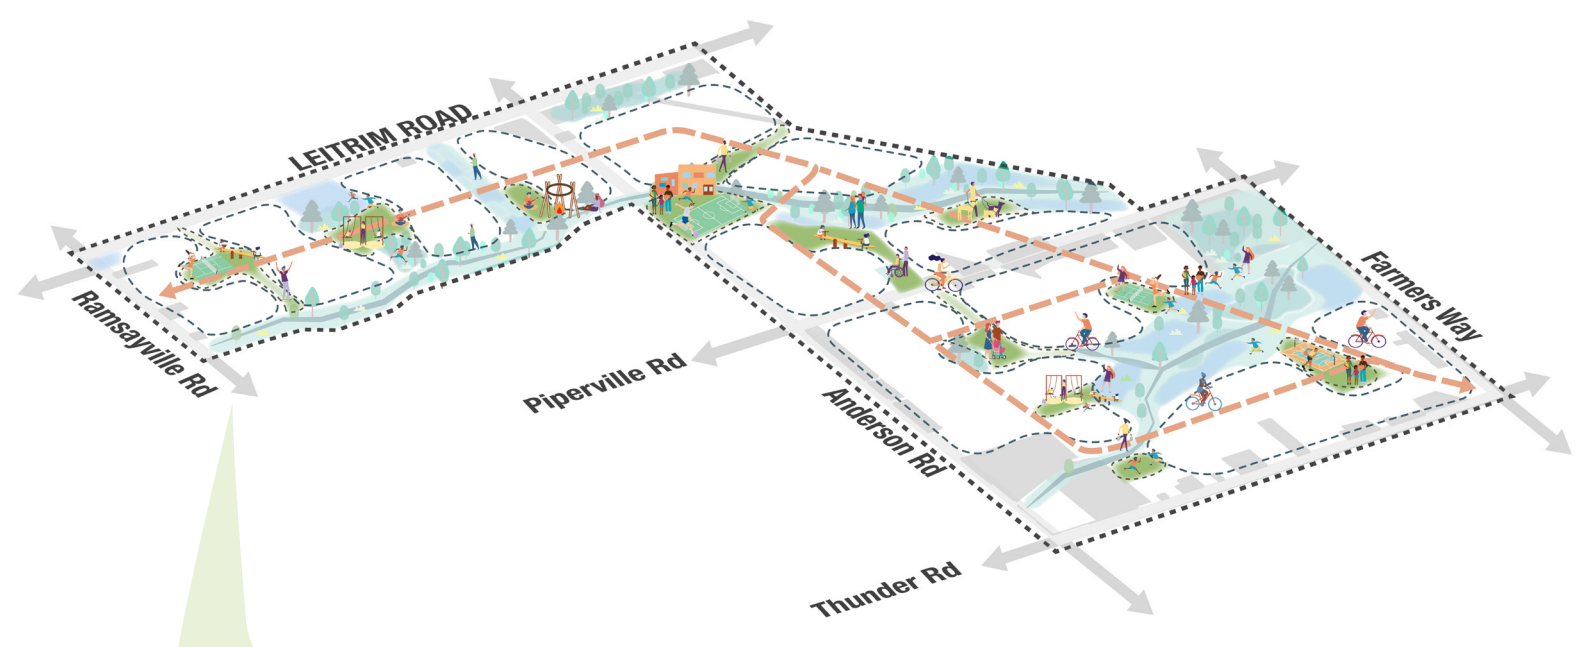 LEITRIM ROAD
Ramsayville Rd
Piperville Rd
Anderson Rd
Farmers Way
Thunder Rd